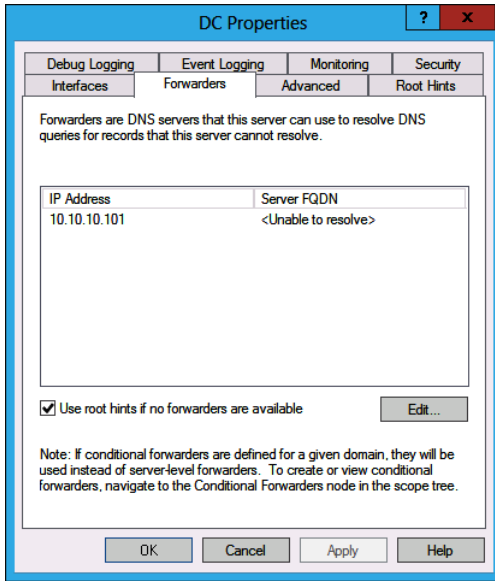 DC Properties
?
x
Debug Logging
Event Logging
Monitoring
Security
Interfaces
Forwarders
Advanced
Root Hints
Forwarders are DNS servers that this server can use to resolve DNS
queries for records that this server cannot resolve.
IP Address
Server FQDN
10.10.10.101
<Unable to resolve>
Use root hints if no forwarders are available
Edit...
Note: If conditional forwarders are defined for a given domain, they will be
used instead of server-level forwarders. To create or view conditional
forwarders, navigate to the Conditional Forwarders node in the scope tree.
OK
Cancel
Apply
Help